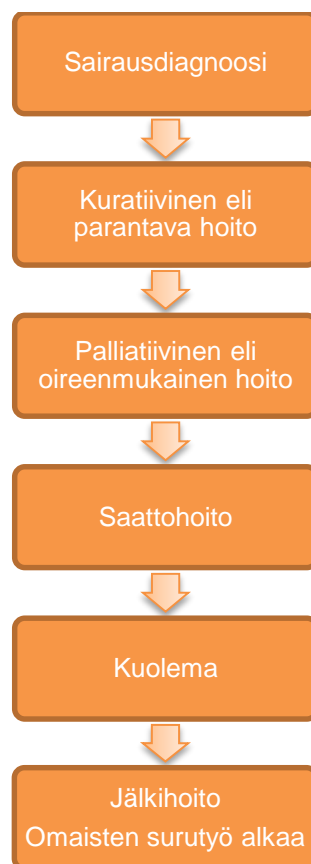 Sairausdiagnoosi
Kuratiivinen eli
parantava hoito
Palliatiivinen eli
oireenmukainen hoito
Saattohoito
Kuolema
Jälkihoito
Omaisten surutyö alkaa